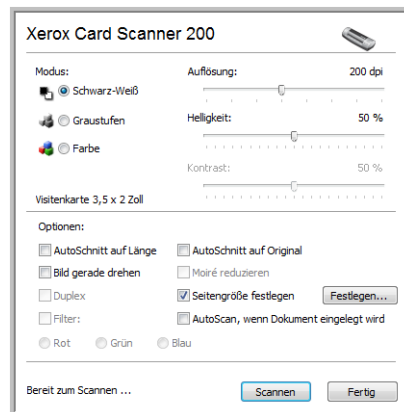 Xerox Card Scanner 200
Modus:
Schwarz-Weiß
Graustufen
Farbe
Visitenkarte 3,5 x 2 Zoll
Auflösung: 200 dpi
Helligkeit: 50 %
Kontrast: 50 %
Optionen:
AutoSchnitt auf Länge AutoSchnitt auf Original
Bild gerade drehen Moiré reduzieren
Duplex Seitengröße festlegen Festlegen...
Filter: AutoScan, wenn Dokument eingelegt wird
Rot Grün Blau
Bereit zum Scannen ... Scannen Fertig